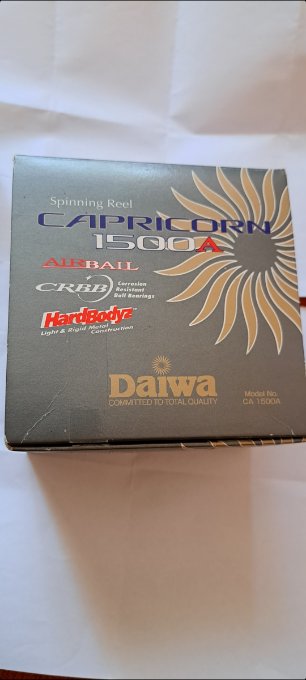 Spinning Reel
CAPRICORN
1500A
AIRBAIL
CRBB Corrosion
Resistant
Ball Bearings
HardBodyz
Light & Rigid Metal
Construction
Daiwa
COMMITTED TO TOTAL QUALITY
Model No.
CA 1500A